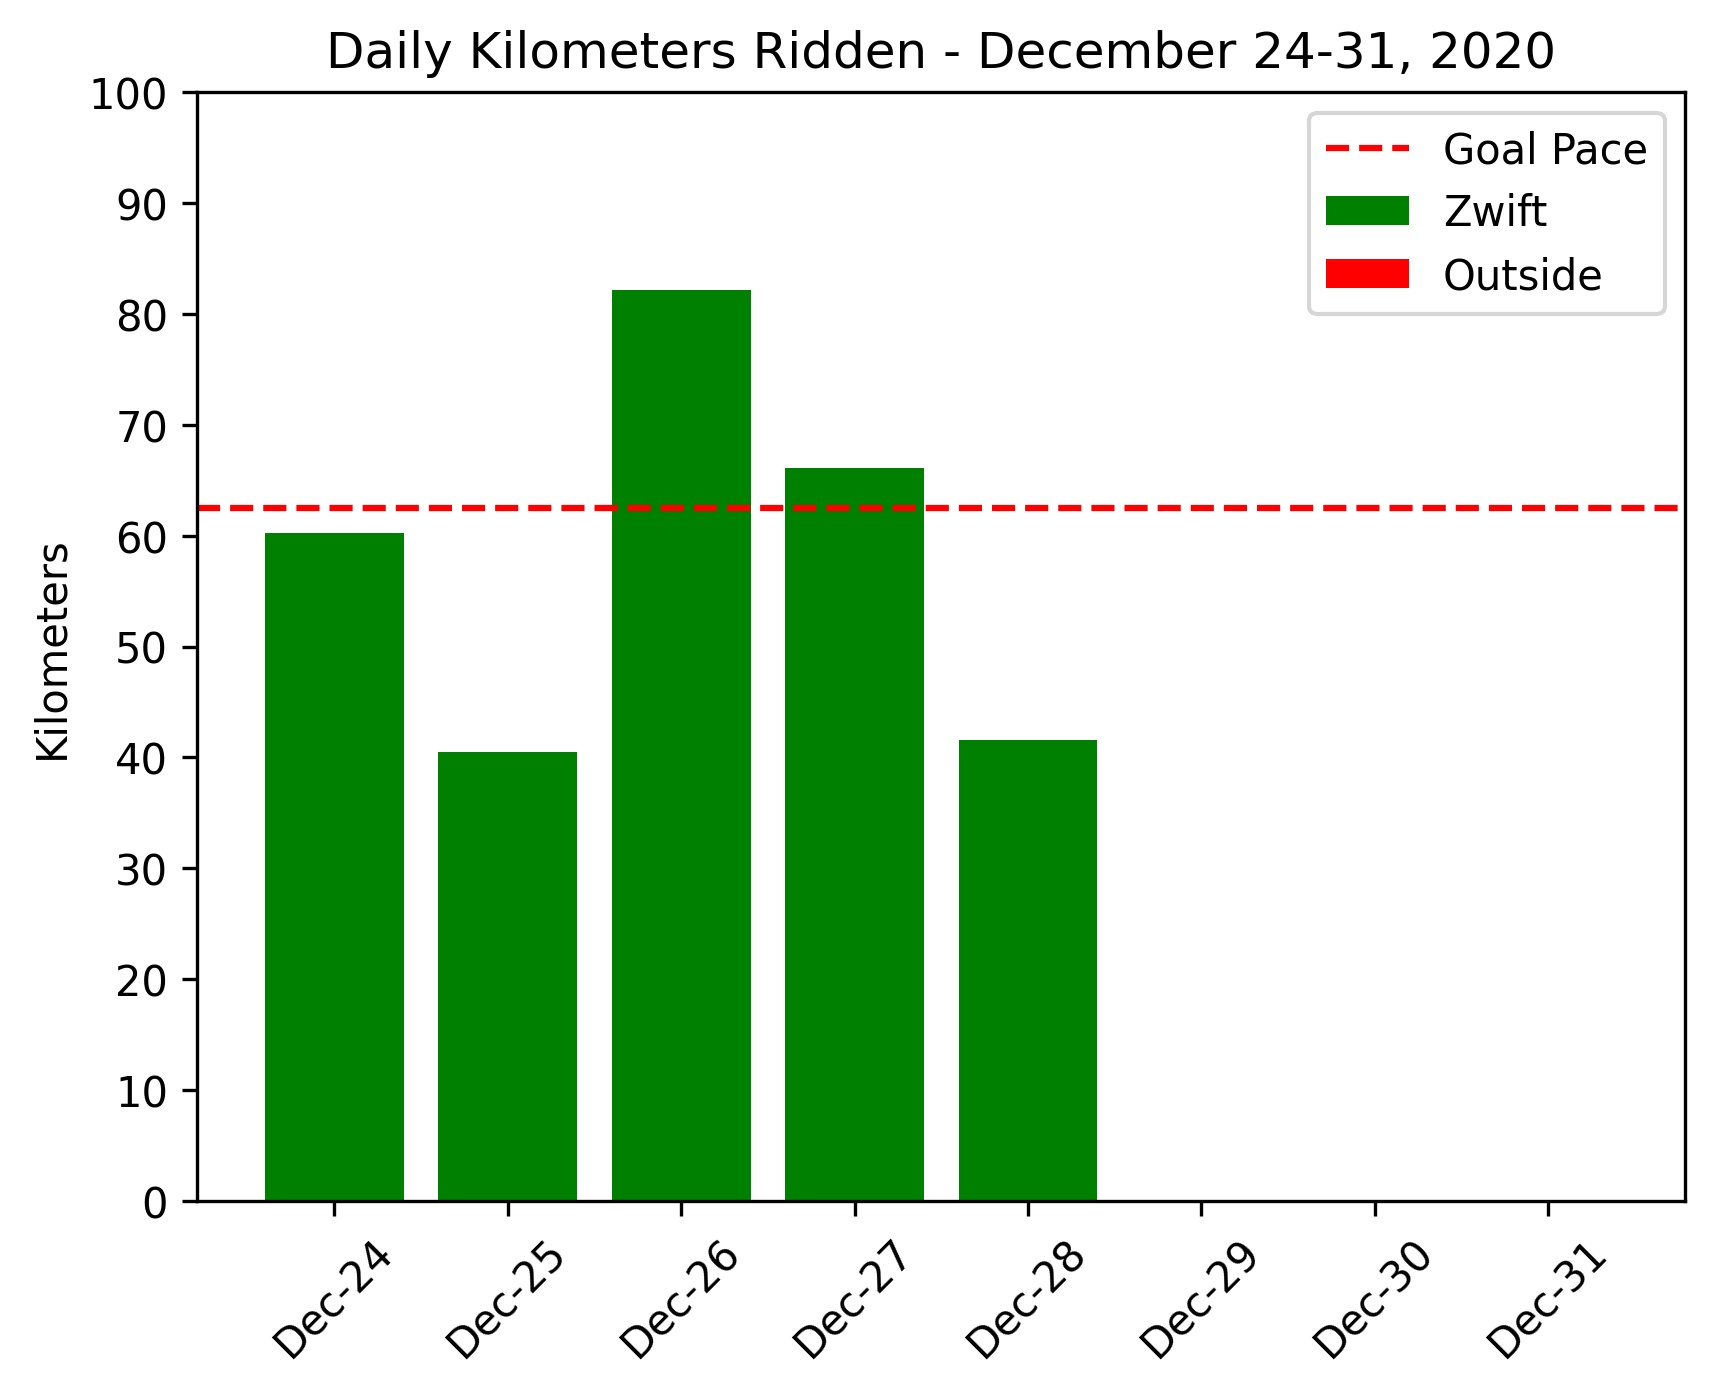 Daily Kilometers Ridden - December 24-31, 2020
100
90
80
70
60
50
40
30
20
10
0
Kilometers
Goal Pace
Zwift
Outside
Dec-24
Dec-25
Dec-26
Dec-27
Dec-28
Dec-29
Dec-30
Dec-31